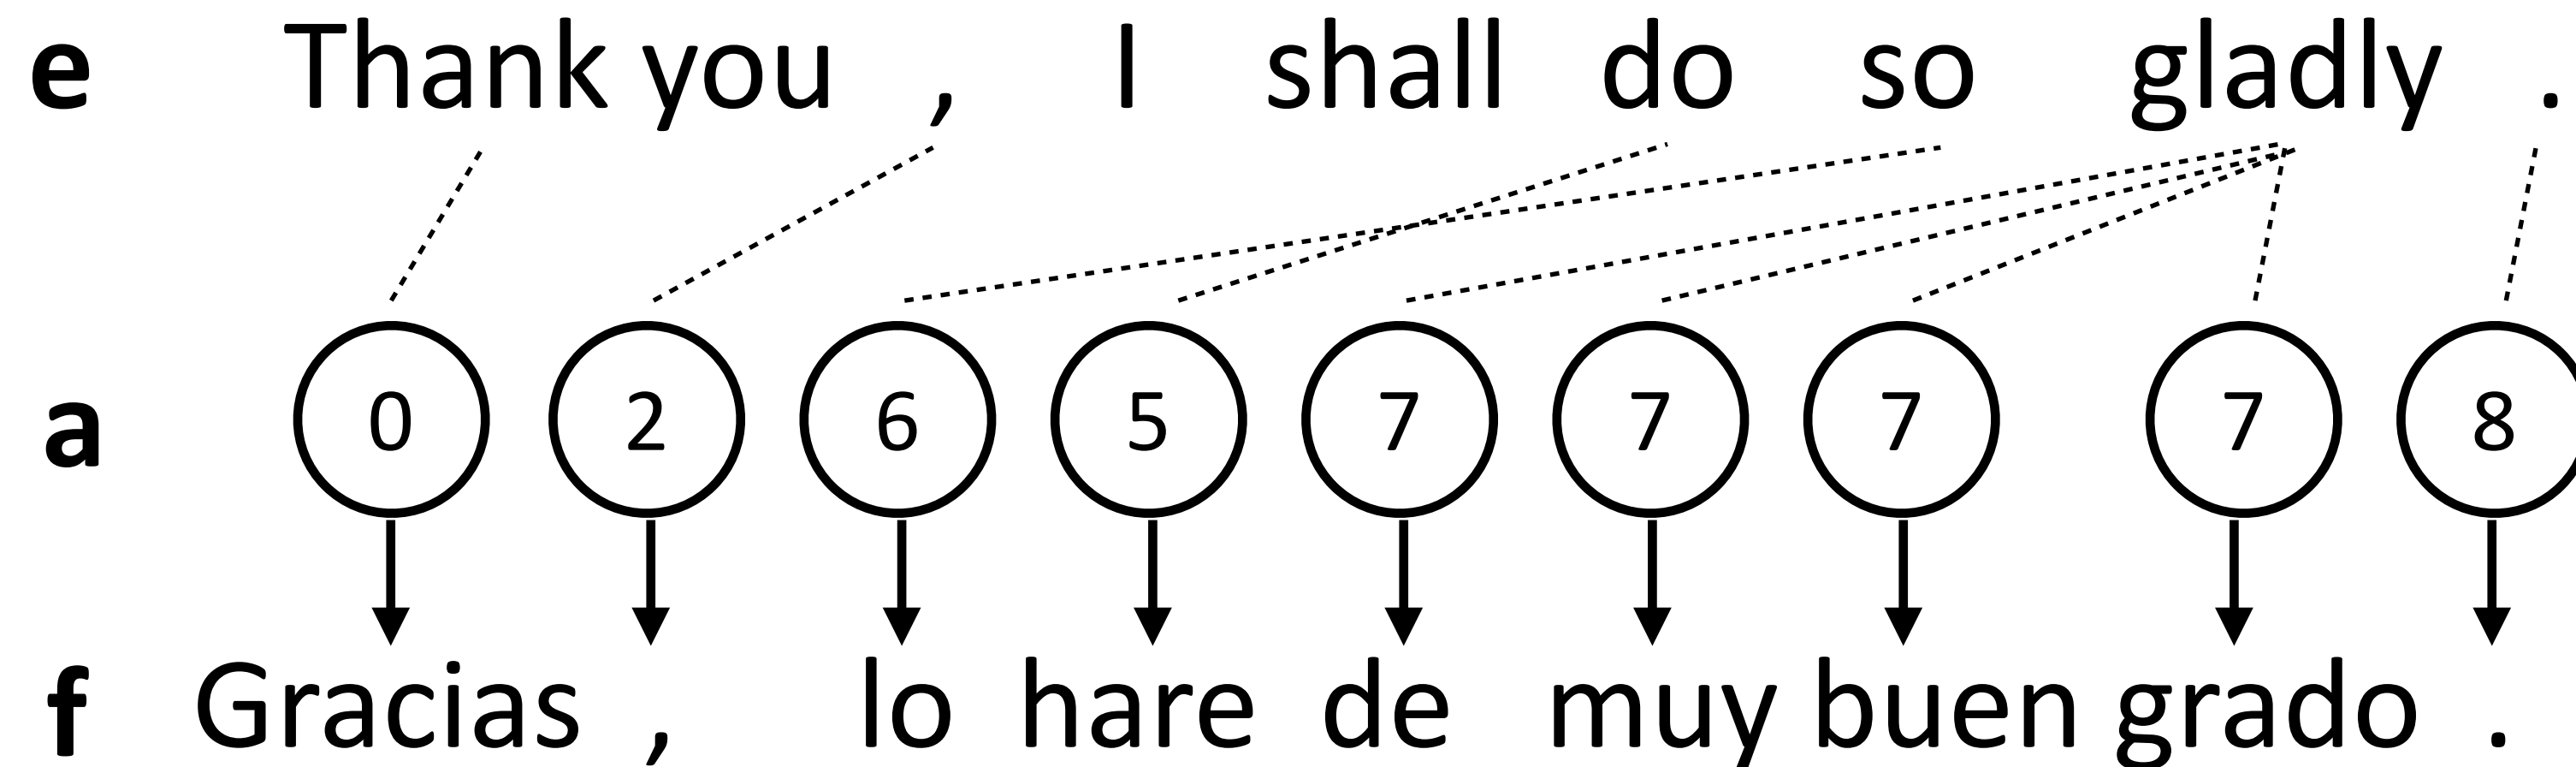 e Thank you , I shall do so gladly .
a 0 2 6 5 7 7 7 7 8
f Gracias , lo hare de muy buen grado .